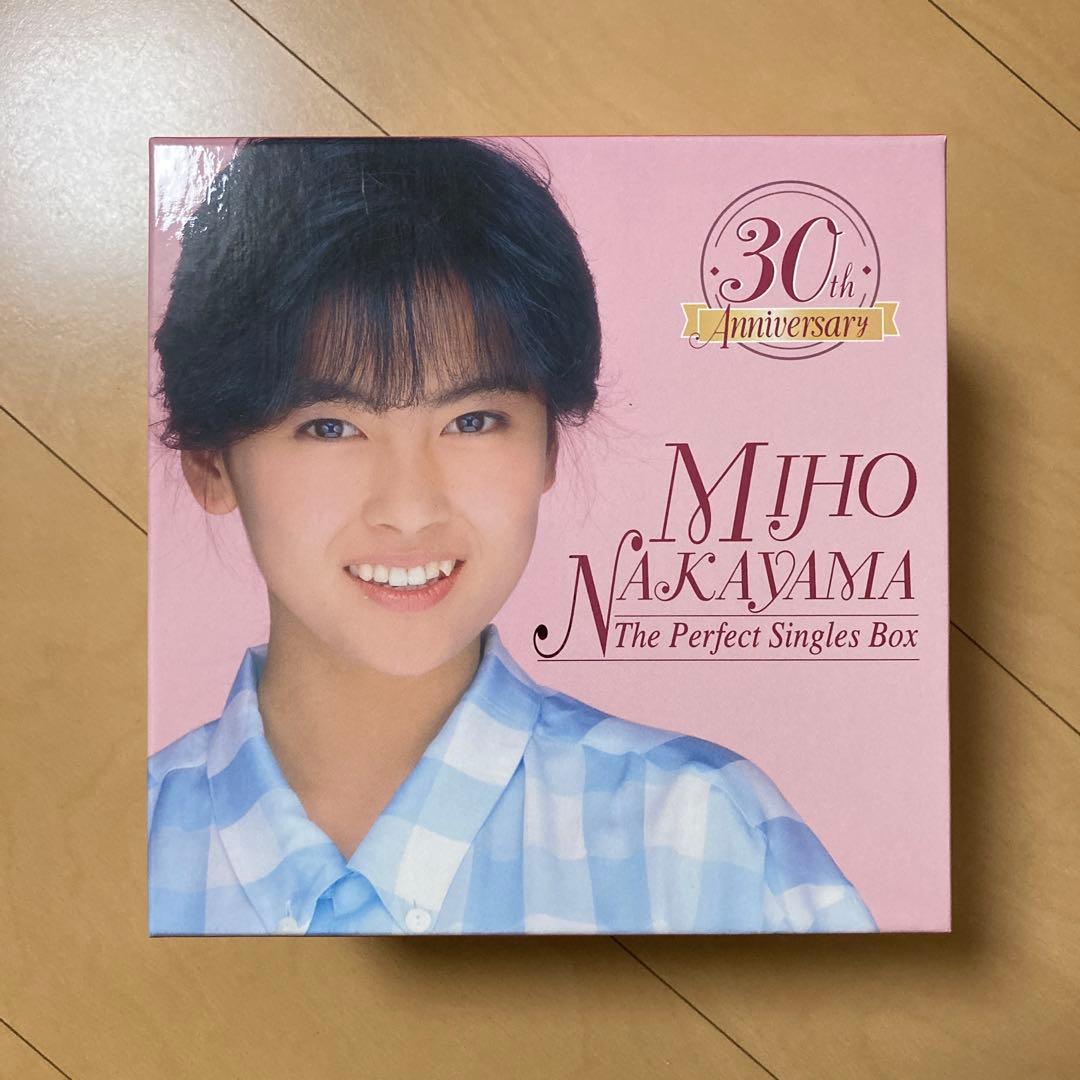 30th
Anniversary
MIHO
NAKAYAMA
The Perfect Singles Box